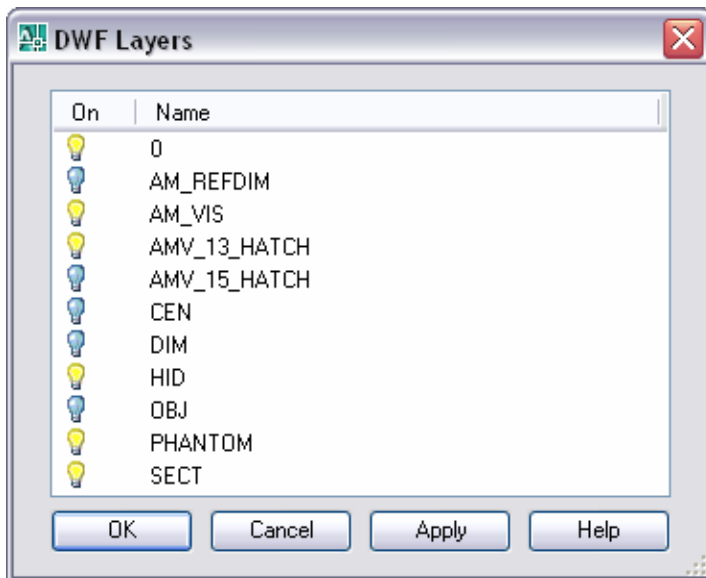 DWF Layers
On Name
0
AM_REFDIM
AM_VIS
AMV_13_HATCH
AMV_15_HATCH
CEN
DIM
HID
OBJ
PHANTOM
SECT
OK Cancel Apply Help